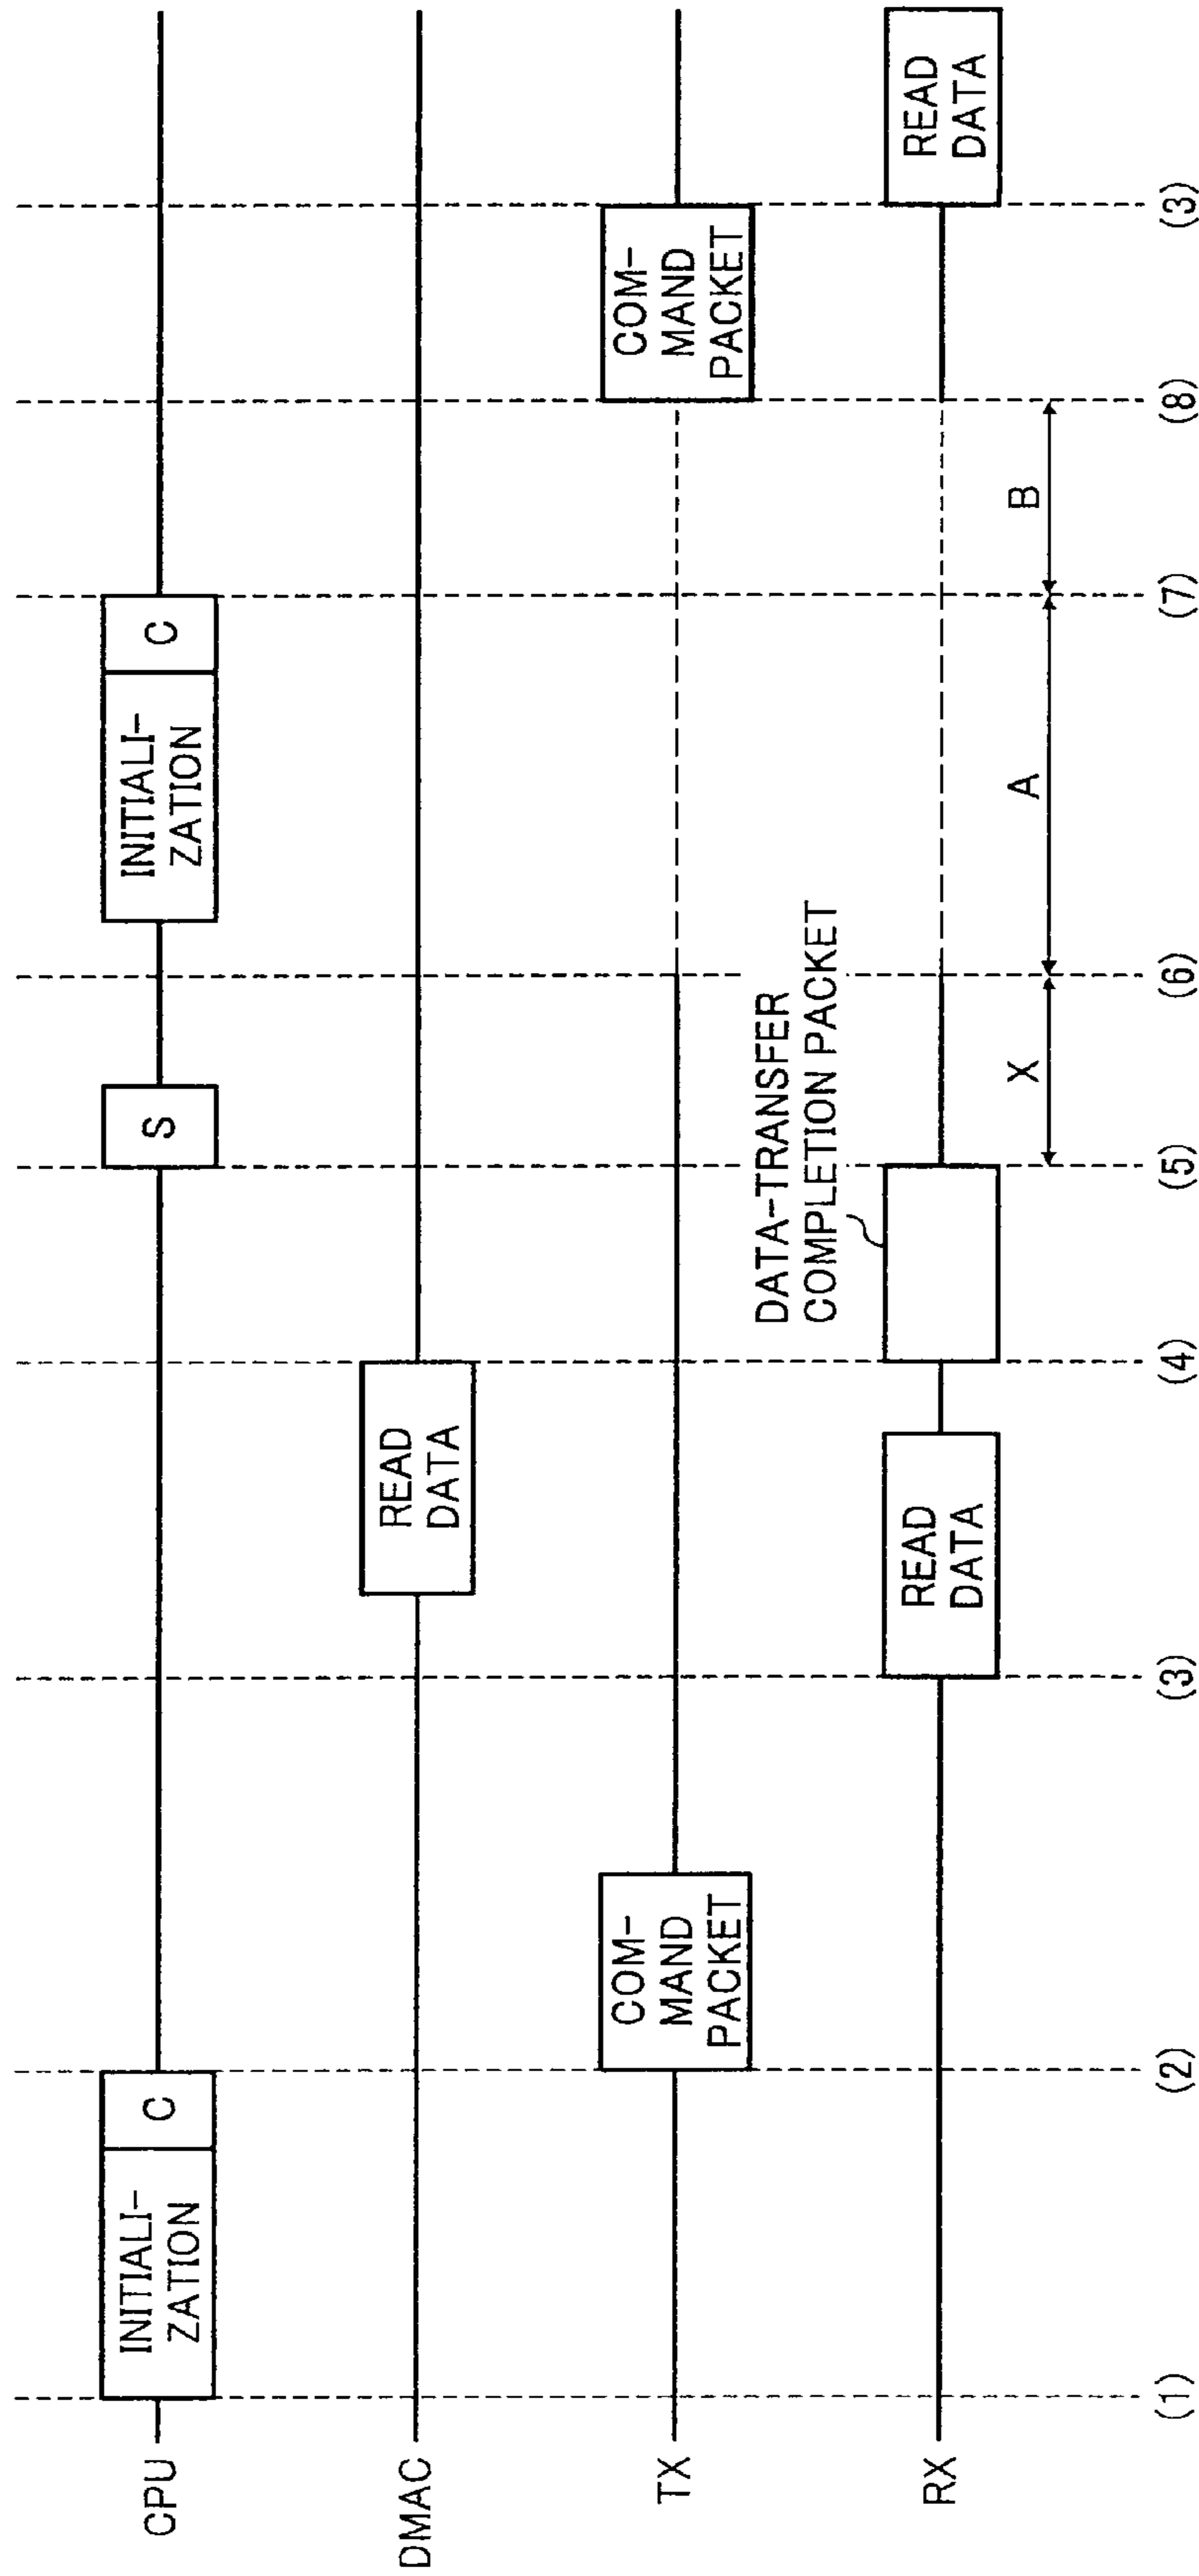 CPU
INITIALI-
ZATION
C
S
INITIALI-
ZATION
C
DMAC
READ
DATA
TX
COM-
MAND
PACKET
COM-
MAND
PACKET
DATA-TRANSFER
COMPLETION PACKET
RX
READ
DATA
READ
DATA
X
A
B
(1)
(2)
(3)
(4)
(5)
(6)
(7)
(8)
(3)